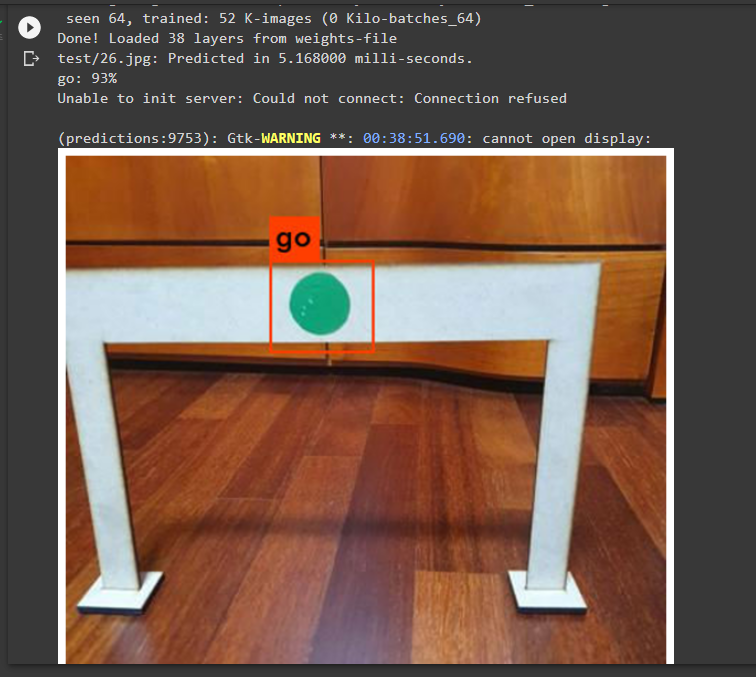 seen 64, trained: 52 K-images (0 Kilo-batches_64)
Done! Loaded 38 layers from weights-file
test/26.jpg: Predicted in 5.168000 milli-seconds.
go: 93%
Unable to init server: Could not connect: Connection refused
(predictions:9753): Gtk-WARNING **: 00:38:51.690: cannot open display:
go